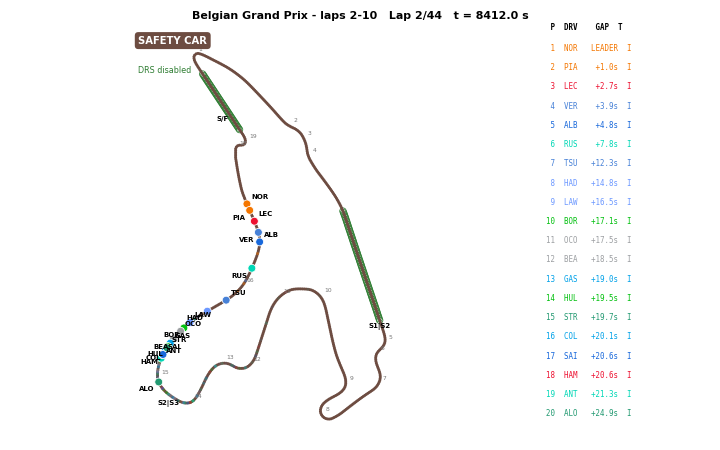 Belgian Grand Prix - laps 2-10   Lap 2/44   t = 8412.0 s
SAFETY CAR
DRS disabled
S/F
19
2
3
4
NOR
PIA
LEC
VER
ALB
RUS
16
TSU
LAW
HAD
OCO
BOR
GAS
STR
BEA
SAI
HUL
ANT
COL
HAM
15
ALO
S2|S3
14
13
12
10
S1|S2
5
7
9
8
P  DRV  GAP  T
1  NOR  LEADER  I
2  PIA  +1.0s  I
3  LEC  +2.7s  I
4  VER  +3.9s  I
5  ALB  +4.8s  I
6  RUS  +7.8s  I
7  TSU  +12.3s  I
8  HAD  +14.8s  I
9  LAW  +16.5s  I
10  BOR  +17.1s  I
11  OCO  +17.5s  I
12  BEA  +18.5s  I
13  GAS  +19.0s  I
14  HUL  +19.5s  I
15  STR  +19.7s  I
16  COL  +20.1s  I
17  SAI  +20.6s  I
18  HAM  +20.6s  I
19  ANT  +21.3s  I
20  ALO  +24.9s  I